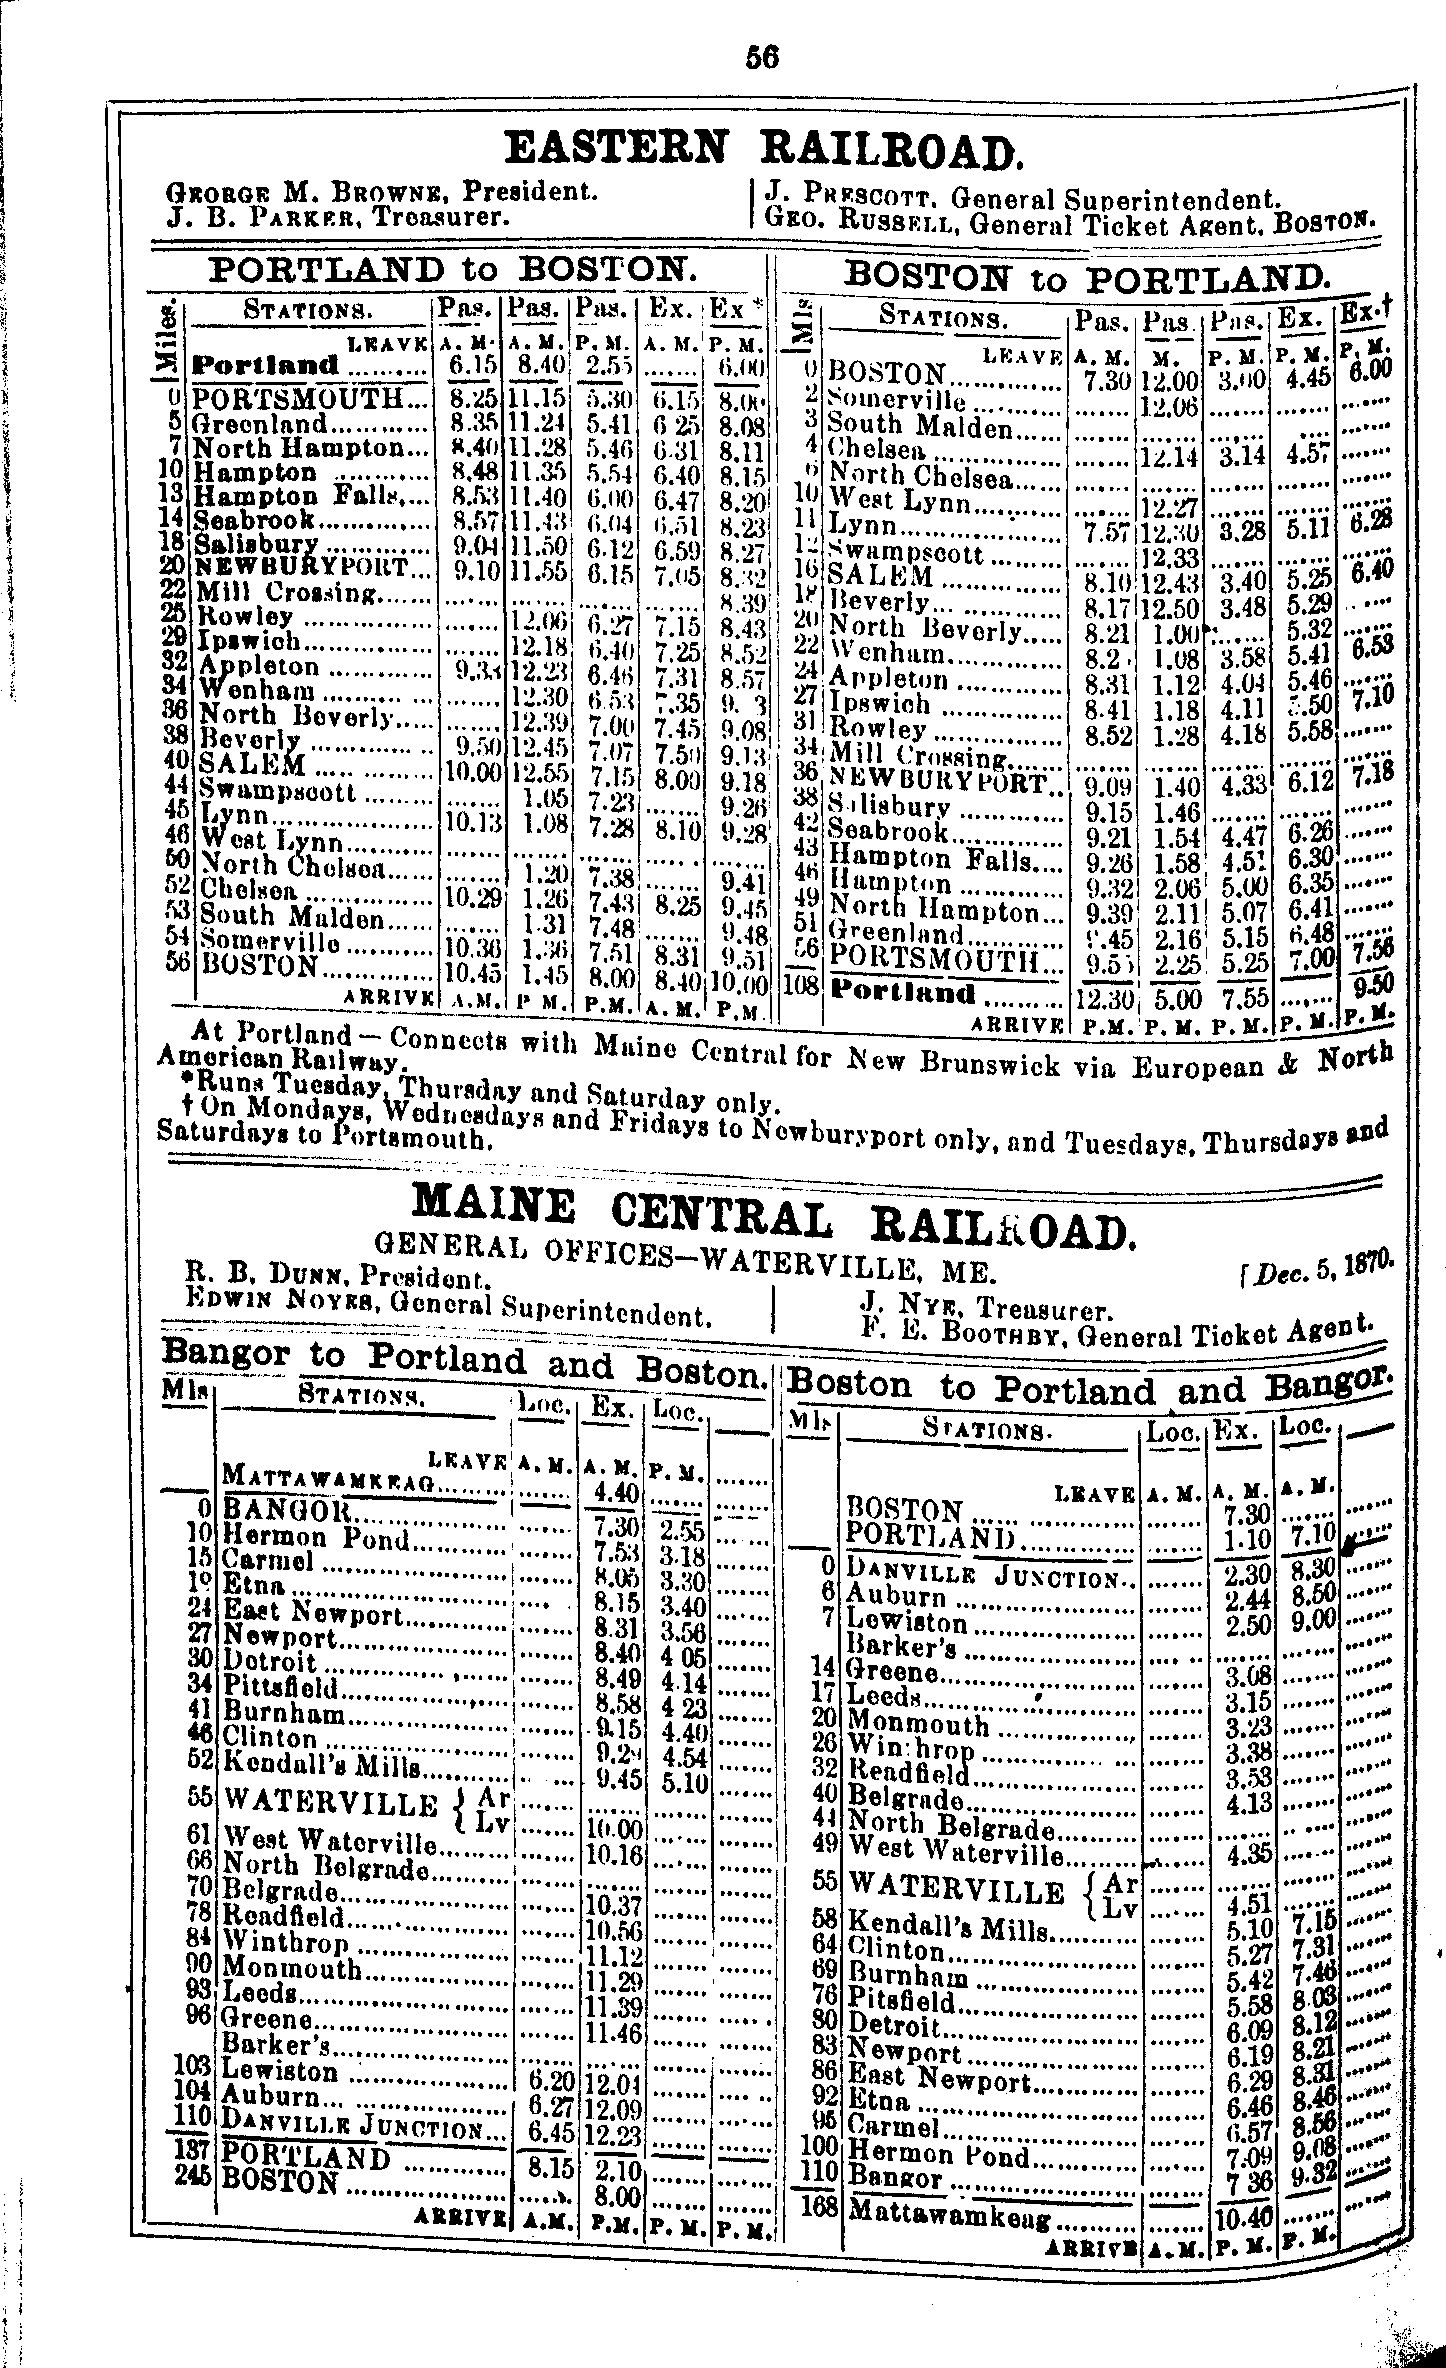 56
EASTERN RAILROAD.
GEORGE M. BROWNE, President.
J. B. PARKER, Treasurer.
J. PRESCOTT, General Superintendent.
GEO. RUSSELL, General Ticket Agent, BOSTON.
PORTLAND to BOSTON.
Miles. STATIONS. Pas. Pas. Pas. Ex. Ex*
LEAVE A. M. A. M. P. M. A. M. P. M.
Portland .......... 6.15 8.40 2.55 ....... 6.00
0 PORTSMOUTH... 8.25 11.15 5.30 6.15 8.00
5 Greenland............ 8.35 11.24 5.41 6 25 8.08
7 North Hampton... 8.40 11.28 5.46 6.31 8.11
10 Hampton ........... 8.48 11.35 5.54 6.40 8.15
13 Hampton Falls,... 8.53 11.40 6.00 6.47 8.20
14 Seabrook.............. 8.57 11.43 6.04 6.51 8.23
18 Salisbury ............. 9.04 11.50 6.12 6.59 8.27
20 NEWBURYPORT... 9.10 11.55 6.15 7.05 8.32
22 Mill Crossing....... ....... ....... ....... ....... 8.39
25 Rowley ................ ....... 12.06 6.27 7.15 8.43
29 Ipswich................ ....... 12.18 6.40 7.25 8.52
32 Appleton ............. 9.33 12.23 6.46 7.31 8.57
34 Wenham .......... ... ....... 12.30 6.53 7.35 9. 3
36 North Beverly..... ....... 12.39 7.00 7.45 9.08
38 Beverly ............ .. 9.50 12.45 7.07 7.50 9.13
40 SALEM ..... .......... 10.00 12.55 7.15 8.00 9.18
44 Swampscott ......... ....... 1.05 7.23 ....... 9.26
45 Lynn.................... 10.13 1.08 7.28 8.10 9.28
46 West Lynn........... ....... ....... ....... ....... .......
50 North Chelsea...... ....... 1.20 7.38 ....... 9.41
52 Chelsea ................ 10.29 1.26 7.43 8.25 9.45
53 South Malden...... ....... 1.31 7.48 ....... 9.48
54 Somerville ........... 10.36 1.36 7.51 8.31 9.51
56 BOSTON.............. 10.45 1.45 8.00 8.40 10.00
ARRIVE A.M. P M. P.M. A. M. P.M.
BOSTON to PORTLAND.
Mls STATIONS. Pas. Pas. Pas. Ex. Ex.†
LEAVE A. M. M. P. M. P. M. P. M.
0 BOSTON.............. 7.30 12.00 3.00 4.45 6.00
2 Somerville ........... ....... 12.06 ....... ....... .......
3 South Malden...... ....... ....... ....... .... .......
4 Chelsea ................ ....... 12.14 3.14 4.57 .......
6 North Chelsea...... ....... ....... ....... ....... .......
10 West Lynn........... ....... 12.27 ....... ....... .......
11 Lynn.................... 7.57 12.30 3.28 5.11 6.28
12 Swampscott ......... ....... 12.33 ....... ....... .......
16 SALEM ............... 8.10 12.43 3.40 5.25 6.40
18 Beverly... ............ 8.17 12.50 3.48 5.29 .......
20 North Beverly..... 8.21 1.00 ....... 5.32 .......
22 Wenham.............. 8.2 1.08 3.58 5.41 6.53
24 Appleton ............. 8.31 1.12 4.04 5.46 .......
27 Ipswich ............... 8.41 1.18 4.11 5.50 7.10
31 Rowley ................ 8.52 1.28 4.18 5.58 .......
34 Mill Crossing....... ....... ....... ....... ....... .......
36 NEWBURYPORT.. 9.09 1.40 4.33 6.12 7.18
38 Salisbury ............. 9.15 1.46 ....... ....... .......
42 Seabrook.............. 9.21 1.54 4.47 6.26 .......
43 Hampton Falls.... 9.26 1.58 4.51 6.30 .......
46 Hampton ............. 9.32 2.06 5.00 6.35 .......
49 North Hampton... 9.39 2.11 5.07 6.41 .......
51 Greenland............ 9.45 2.16 5.15 6.48 .......
56 PORTSMOUTH... 9.55 2.25 5.25 7.00 7.56
108 Portland .......... 12.30 5.00 7.55 ....... 9.50
ARRIVE P.M. P. M. P. M. P. M. P. M.
At Portland — Connects with Maine Central for New Brunswick via European & North
American Railway.
*Runs Tuesday, Thursday and Saturday only.
† On Mondays, Wednesdays and Fridays to Newburyport only, and Tuesdays, Thursdays and
Saturdays to Portsmouth.
MAINE CENTRAL RAILROAD.
GENERAL OFFICES—WATERVILLE, ME.
[Dec. 5, 1870.
R. B. DUNN, President.
EDWIN NOYES, General Superintendent.
J. NYE, Treasurer.
F. E. BOOTHBY, General Ticket Agent.
Bangor to Portland and Boston.
Mls STATIONS. Loc. Ex. Loc.
LEAVE A. M. A. M. P. M. .......
MATTAWAMKEAG.......... ....... 4.40 ....... .......
0 BANGOR.................... ....... 7.30 2.55 .......
10 Hermon Pond............ ....... 7.53 3.18 .......
15 Carmel ....................... ....... 8.05 3.30 .......
19 Etna ........................... ....... 8.15 3.40 .......
24 East Newport............. ....... 8.31 3.56 .......
27 Newport..................... ....... 8.40 4 05 .......
30 Detroit ....................... ....... 8.49 4.14 .......
34 Pittsfield..................... ....... 8.58 4 23 .......
41 Burnham.................... ....... 9.15 4.40 .......
46 Clinton ....................... ....... 9.29 4.54 .......
52 Kendall's Mills........... ....... 9.45 5.10 .......
55 WATERVILLE { Ar ....... ....... ....... .......
Lv ....... 10.00 ....... .......
61 West Waterville.......... ....... 10.16 ....... .......
66 North Belgrade.......... ....... ....... ....... .......
70 Belgrade..................... ....... 10.37 ....... .......
78 Readfield.................... ....... 10.56 ....... .......
84 Winthrop ................... ....... 11.12 ....... .......
90 Monmouth.................. ....... 11.29 ....... .......
93 Leeds......................... ....... 11.39 ....... .......
96 Greene....................... ....... 11.46 ....... .......
Barker's...................... ....... ....... ....... .......
103 Lewiston .................... 6.20 12.04 ....... .......
104 Auburn... .................. 6.27 12.09 ....... .......
110 DANVILLE JUNCTION... 6.45 12.23 ....... .......
137 PORTLAND ............. 8.15 2.10 ....... .......
245 BOSTON .................... ....... 8.00 ....... .......
ARRIVE A.M. P.M. P. M. P. M.
Boston to Portland and Bangor.
Mls STATIONS. Loc. Ex. Loc.
LEAVE A. M. A. M. A. M.
BOSTON ...... .............. ....... 7.30 ....... .......
PORTLAND............... ....... 1.10 7.10 .......
0 DANVILLE JUNCTION.. ....... 2.30 8.30 .......
6 Auburn ...................... ....... 2.44 8.50 .......
7 Lewiston .................... ....... 2.50 9.00 .......
Barker's ..................... ....... ....... ....... .......
14 Greene....................... ....... 3.08 ....... .......
17 Leeds......................... ....... 3.15 ....... .......
20 Monmouth ................. ....... 3.23 ....... .......
26 Winthrop ................... ....... 3.38 ....... .......
32 Readfield.................... ....... 3.53 ....... .......
40 Belgrade..................... ....... 4.13 ....... .......
44 North Belgrade.......... ....... ....... ....... .......
49 West Waterville.......... ....... 4.35 ....... .......
55 WATERVILLE { Ar ....... ....... ....... .......
Lv ....... 4.51 ....... .......
58 Kendall's Mills........... ....... 5.10 7.15 .......
64 Clinton....................... ....... 5.27 7.31 .......
69 Burnham ................... ....... 5.42 7.46 .......
76 Pitsfield...................... ....... 5.58 8 03 .......
80 Detroit....................... ....... 6.09 8.12 .......
83 Newport .................... ....... 6.19 8.21 .......
86 East Newport............. ....... 6.29 8.31 .......
92 Etna .......................... ....... 6.46 8.46 .......
95 Carmel....................... ....... 6.57 8.56 .......
100 Hermon Pond............ ....... 7.09 9.08 .......
110 Bangor ...................... ....... 7 36 9.32 .......
168 Mattawamkeag........... ....... 10.40 ....... .......
ARRIVE A. M. P. M. P. M.